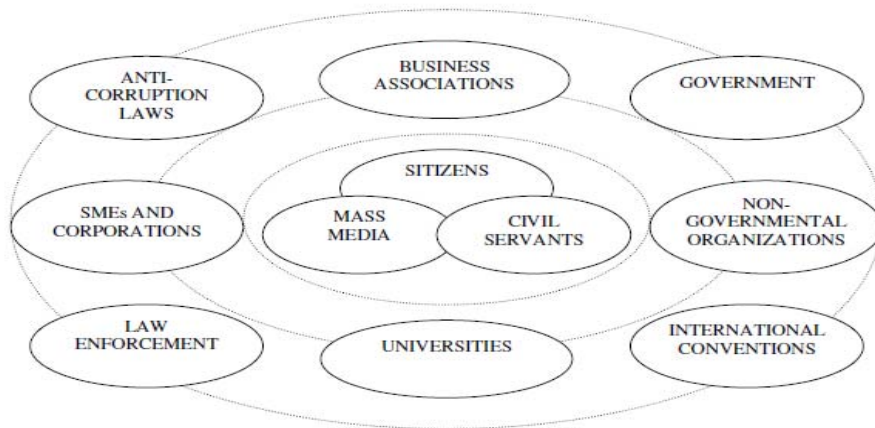 ANTI-
CORRUPTION
LAWS
BUSINESS
ASSOCIATIONS
GOVERNMENT
SITIZENS
SMEs AND
CORPORATIONS
MASS
MEDIA
CIVIL
SERVANTS
NON-
GOVERNMENTAL
ORGANIZATIONS
LAW
ENFORCEMENT
UNIVERSITIES
INTERNATIONAL
CONVENTIONS